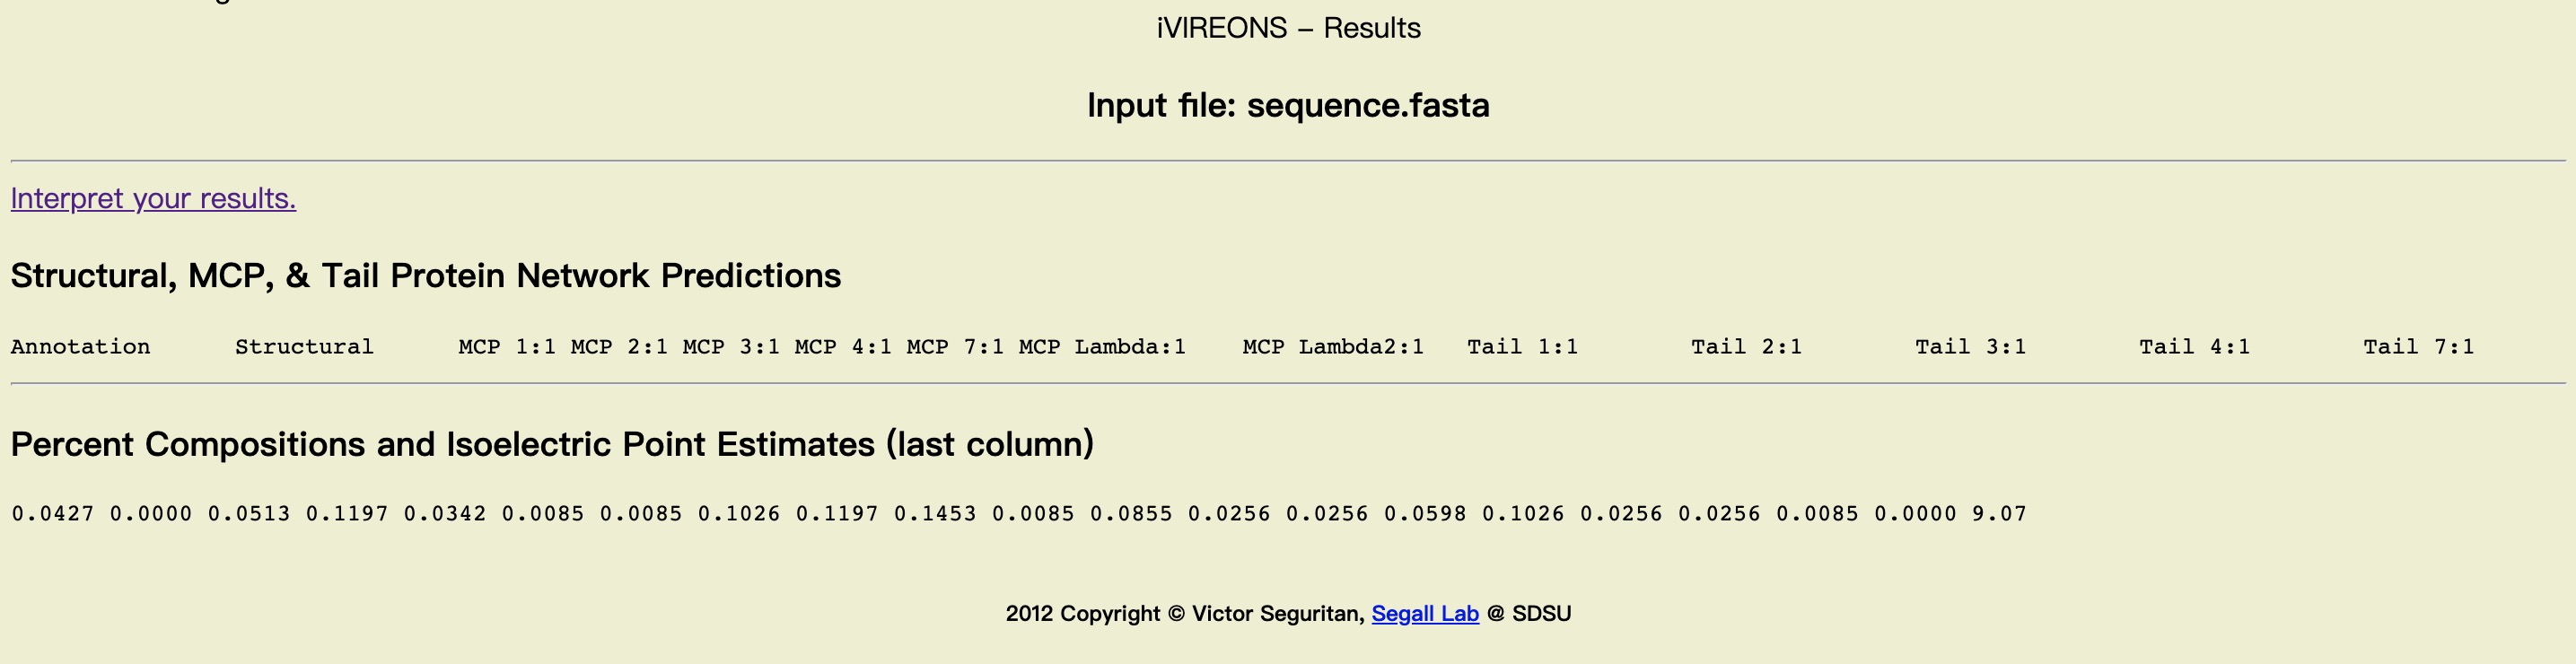 iVIREONS – Results
Input file: sequence.fasta
Interpret your results.
Structural, MCP, & Tail Protein Network Predictions
Annotation Structural MCP 1:1 MCP 2:1 MCP 3:1 MCP 4:1 MCP 7:1 MCP Lambda:1 MCP Lambda2:1 Tail 1:1 Tail 2:1 Tail 3:1 Tail 4:1 Tail 7:1
Percent Compositions and Isoelectric Point Estimates (last column)
0.0427 0.0000 0.0513 0.1197 0.0342 0.0085 0.0085 0.1026 0.1197 0.1453 0.0085 0.0855 0.0256 0.0256 0.0598 0.1026 0.0256 0.0256 0.0085 0.0000 9.07
2012 Copyright © Victor Seguritan, Segall Lab @ SDSU